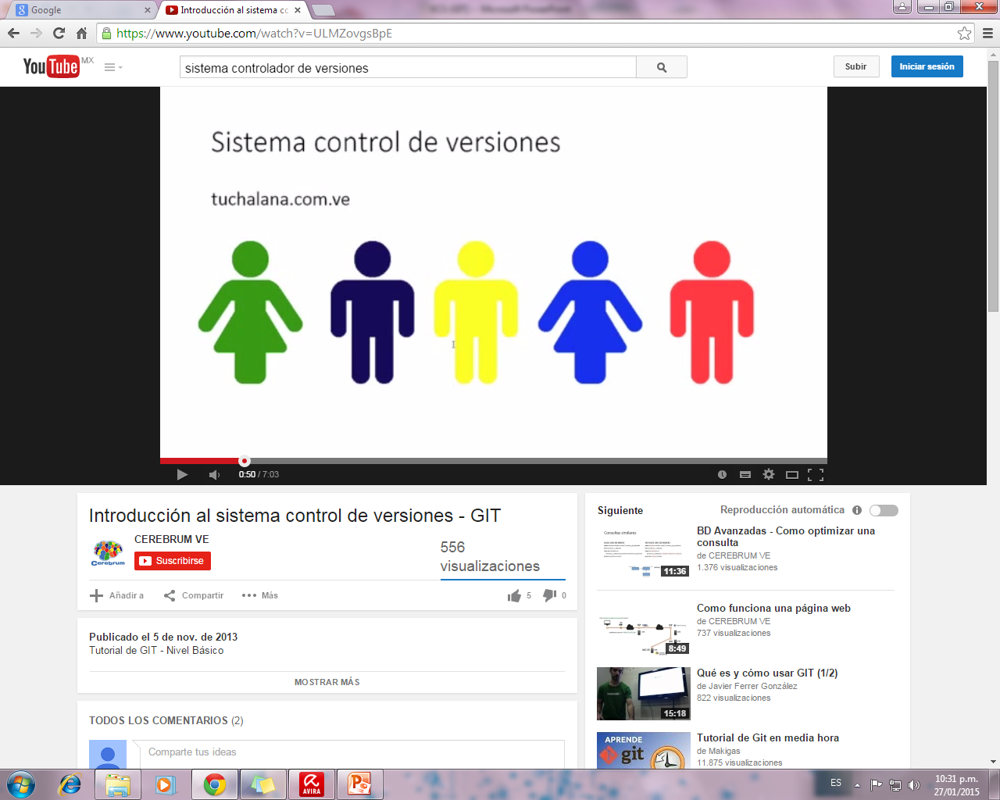 Google
Introducción al sistema co
https://www.youtube.com/watch?v=ULMZovgsBpE
YouTube MX
sistema controlador de versiones
Subir
Iniciar sesión
Sistema control de versiones
tuchalana.com.ve
0:50 / 7:03
Introducción al sistema control de versiones - GIT
CEREBRUM VE
Cerebrum
Suscribirse
556
visualizaciones
Añadir a
Compartir
Más
5
0
Publicado el 5 de nov. de 2013
Tutorial de GIT - Nivel Básico
MOSTRAR MÁS
TODOS LOS COMENTARIOS (2)
Comparte tus ideas
Siguiente
Reproducción automática
Consultas similares
11:36
BD Avanzadas - Como optimizar una
consulta
de CEREBRUM VE
1.376 visualizaciones
8:49
Como funciona una página web
de CEREBRUM VE
737 visualizaciones
15:18
Qué es y cómo usar GIT (1/2)
de Javier Ferrer González
822 visualizaciones
APRENDE
git
Tutorial de Git en media hora
de Makigas
11.875 visualizaciones
AVIRA
ES
10:31 p.m.
27/01/2015